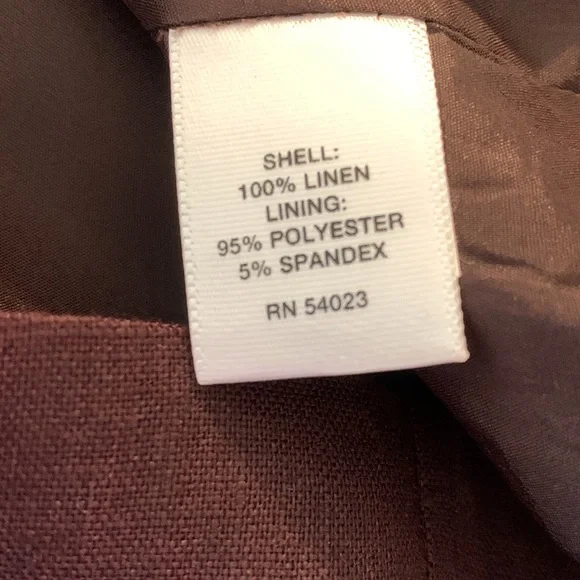 SHELL:
100% LINEN
LINING:
95% POLYESTER
5% SPANDEX
RN 54023